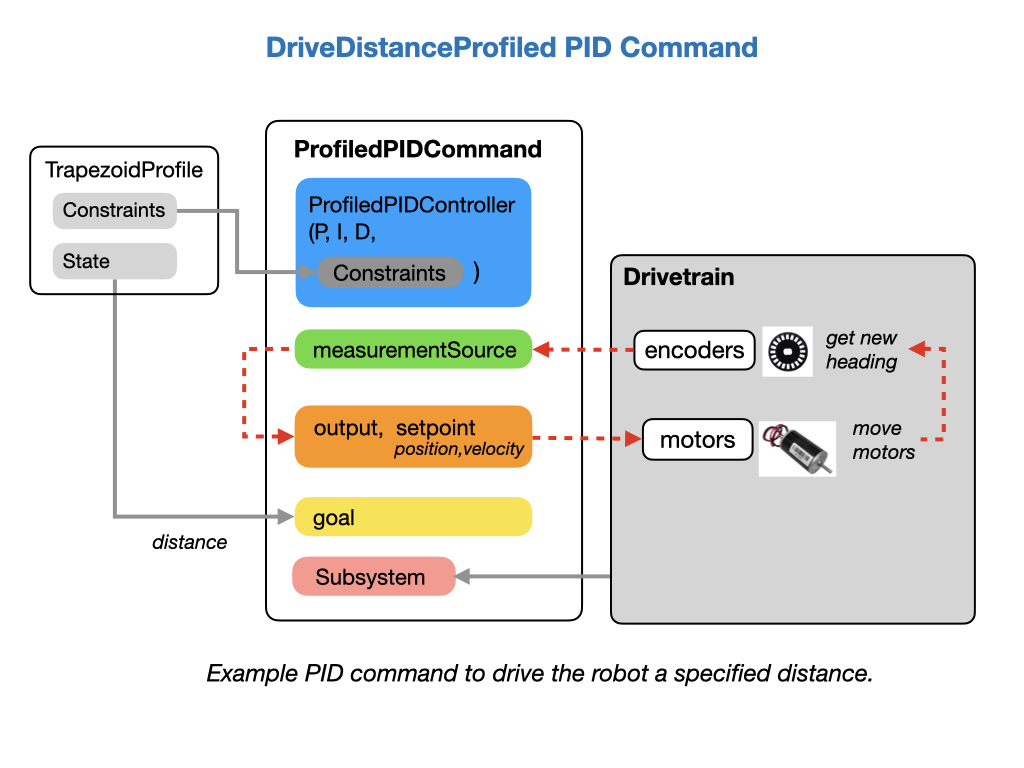 DriveDistanceProfiled PID Command
TrapezoidProfile
Constraints
State
ProfiledPIDCommand
ProfiledPIDController
(P, I, D,
Constraints )
measurementSource
output, setpoint
position,velocity
goal
distance
Subsystem
Drivetrain
encoders
get new
heading
motors
move
motors
Example PID command to drive the robot a specified distance.